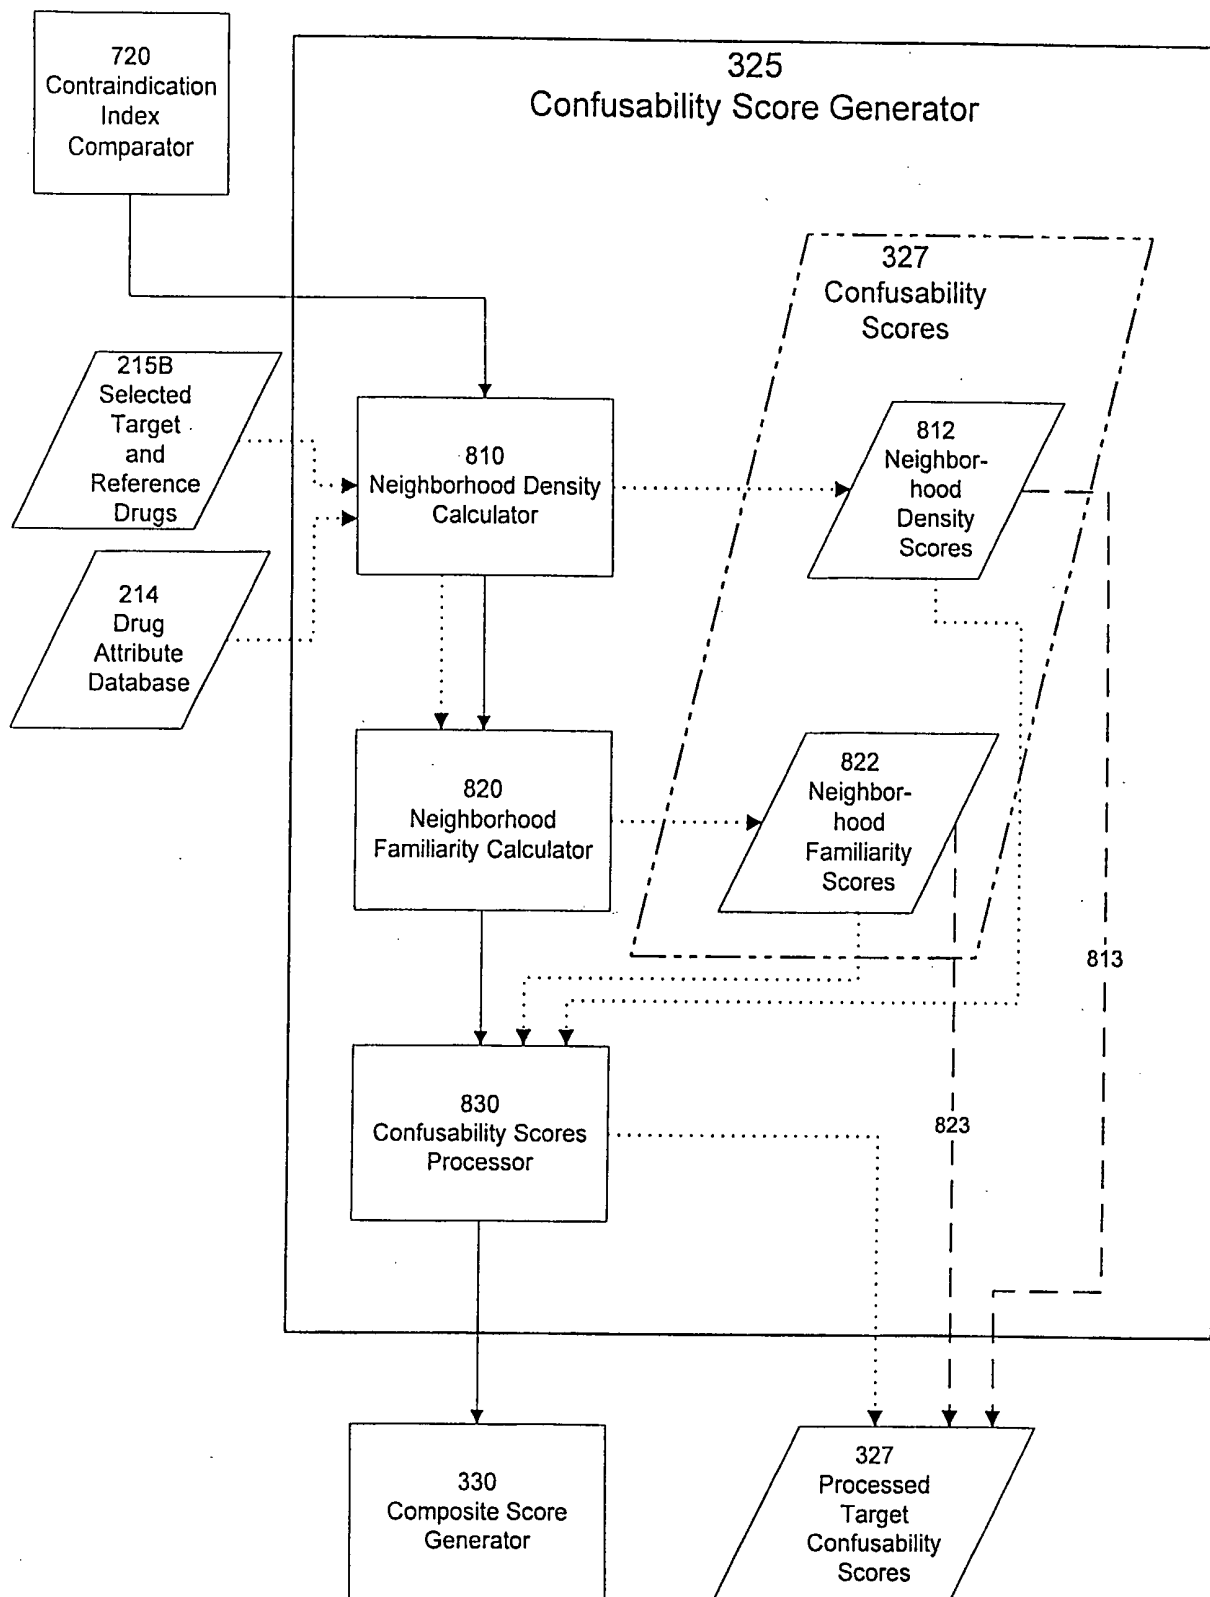 720
Contraindication
Index
Comparator
325
Confusability Score Generator
327
Confusability
Scores
215B
Selected
Target
and
Reference
Drugs
810
Neighborhood Density
Calculator
812
Neighbor-
hood
Density
Scores
214
Drug
Attribute
Database
820
Neighborhood
Familiarity Calculator
822
Neighbor-
hood
Familiarity
Scores
813
830
Confusability Scores
Processor
823
330
Composite Score
Generator
327
Processed
Target
Confusability
Scores